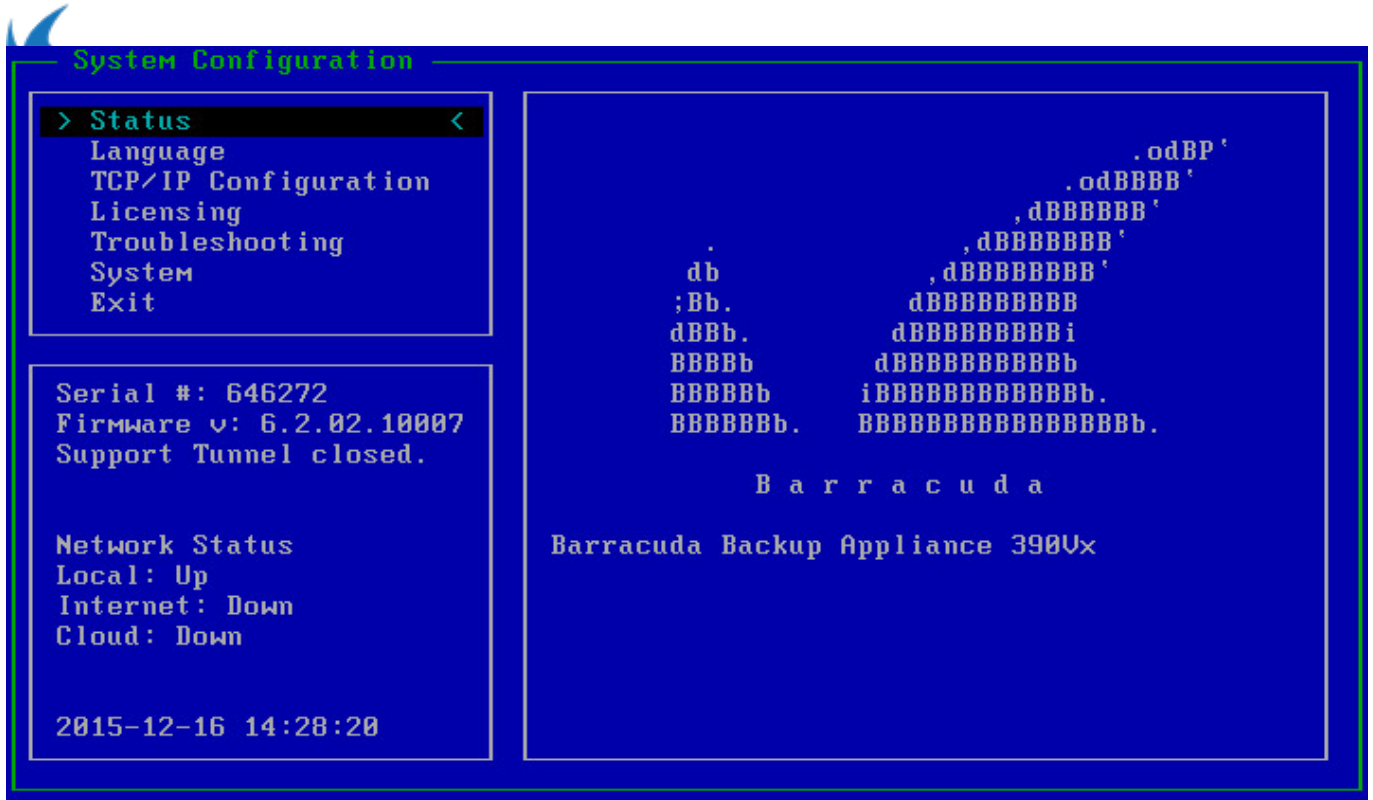 System Configuration
> Status <
Language
TCP/IP Configuration
Licensing
Troubleshooting
System
Exit
Serial #: 646272
Firmware v: 6.2.02.10007
Support Tunnel closed.
Network Status
Local: Up
Internet: Down
Cloud: Down
2015-12-16 14:28:20
.odBP'
.odBBBB'
,dBBBBBB'
. ,dBBBBBBB'
db ,dBBBBBBBB'
;Bb. dBBBBBBBBB
dBBb. dBBBBBBBBBBi
BBBBb dBBBBBBBBBBBb
BBBBBb iBBBBBBBBBBBBb.
BBBBBBb. BBBBBBBBBBBBBBBBb.
B a r r a c u d a
Barracuda Backup Appliance 390Vx